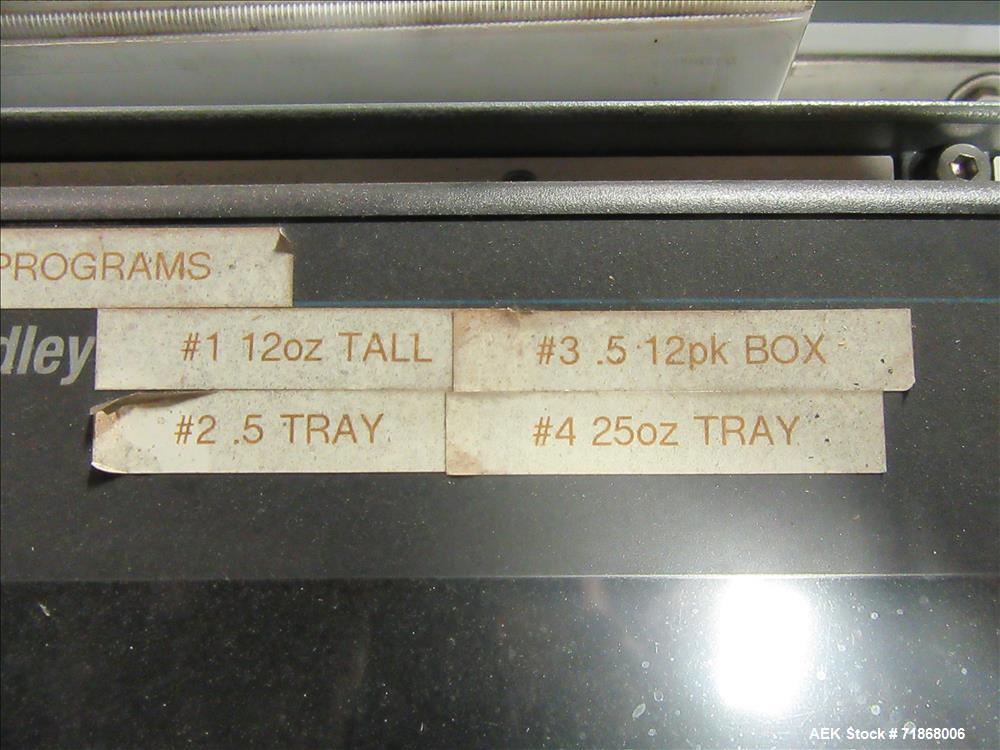 PROGRAMS
dley
#1 12oz TALL
#3 .5 12pk BOX
#2 .5 TRAY
#4 25oz TRAY
AEK Stock # 71868006